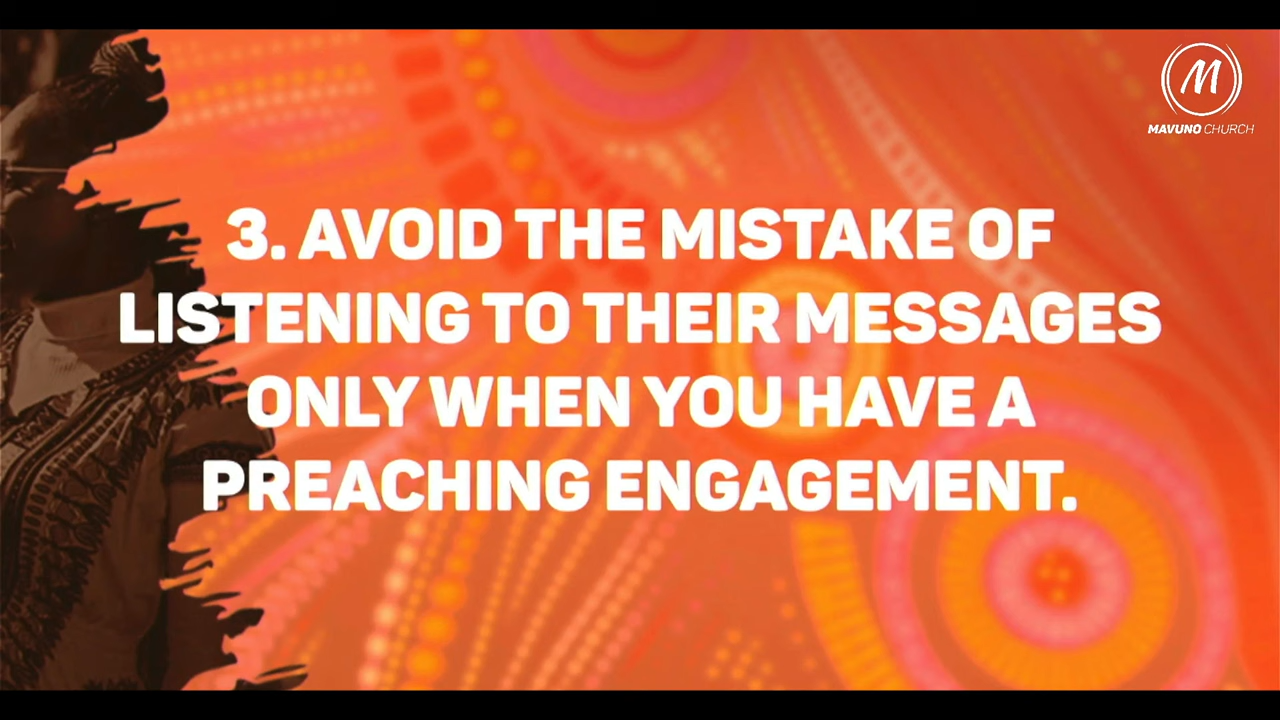 M
MAVUNO CHURCH
3. AVOID THE MISTAKE OF
LISTENING TO THEIR MESSAGES
ONLY WHEN YOU HAVE A
PREACHING ENGAGEMENT.